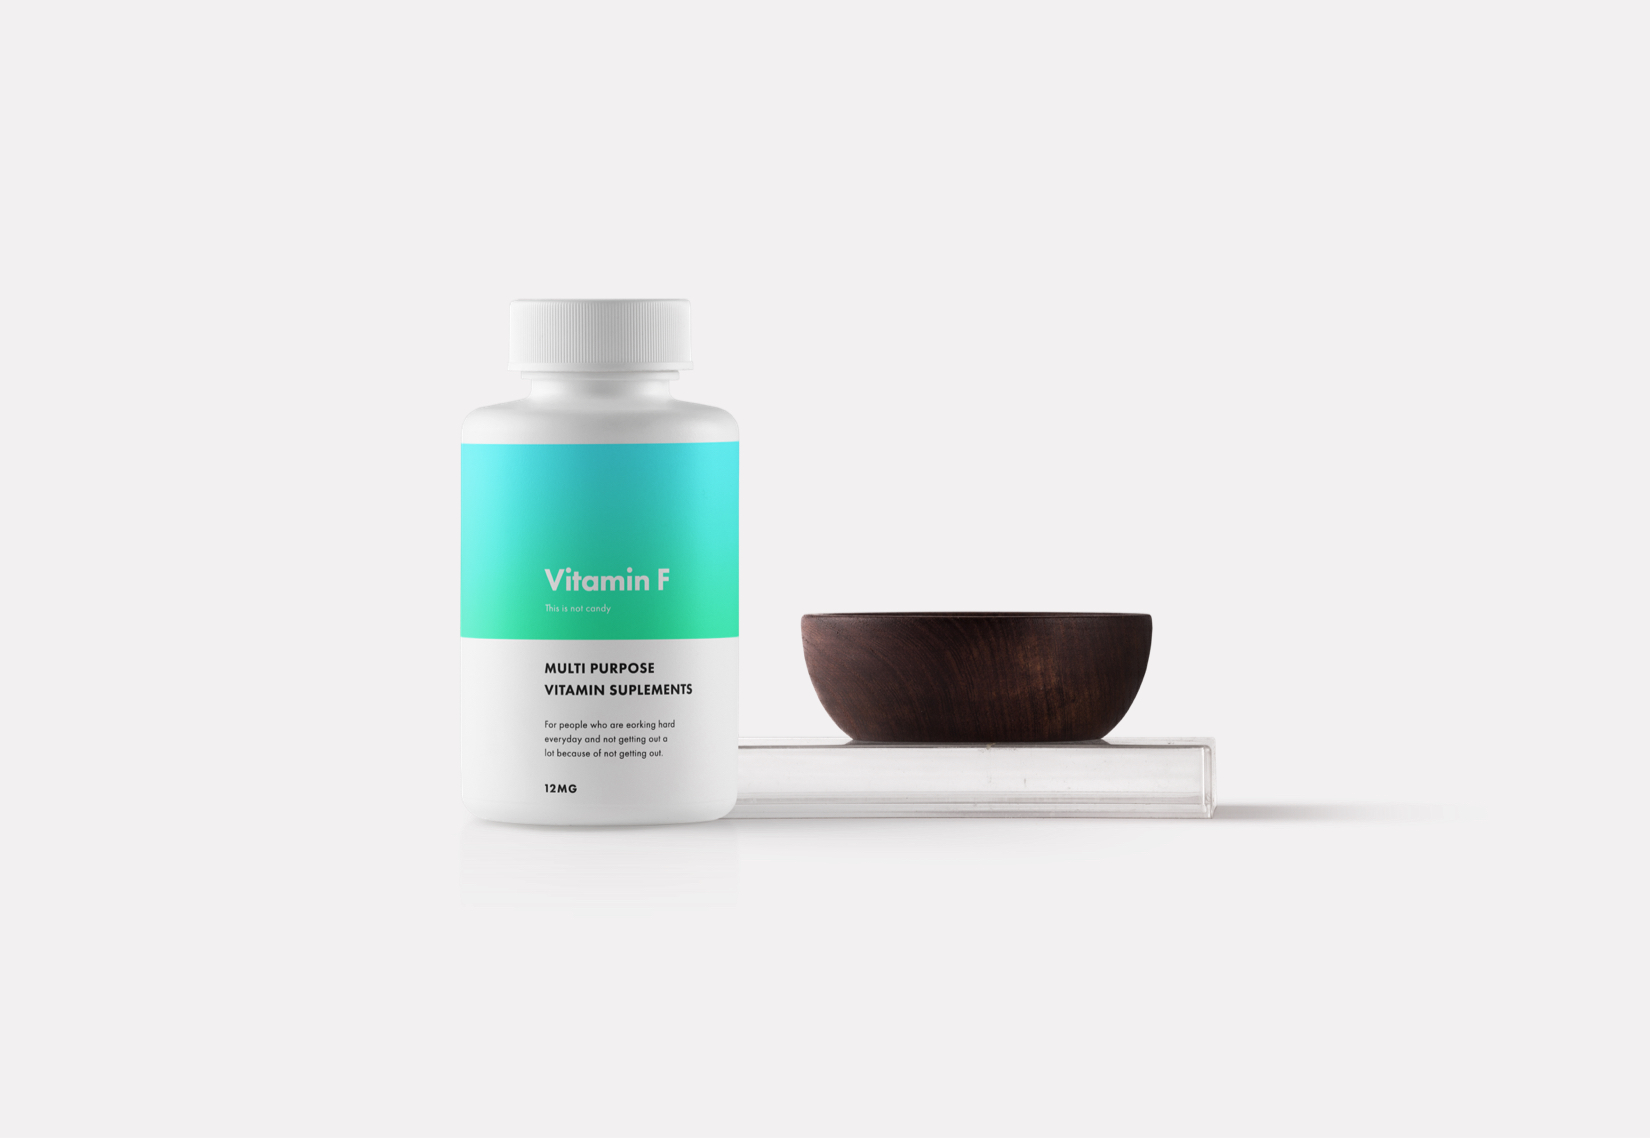 Vitamin F
This is not candy
MULTI PURPOSE
VITAMIN SUPLEMENTS
For people who are eorking hard
everyday and not getting out a
lot because of not getting out.
12MG